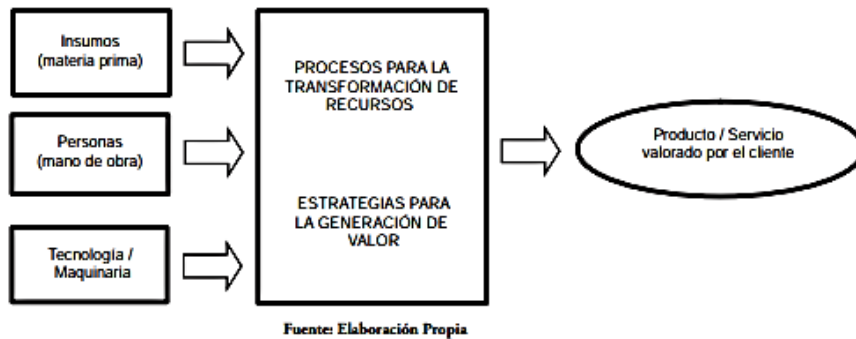 Insumos
(materia prima)
Personas
(mano de obra)
Tecnología /
Maquinaria
PROCESOS PARA LA
TRANSFORMACIÓN DE
RECURSOS
ESTRATEGIAS PARA
LA GENERACIÓN DE
VALOR
Producto / Servicio
valorado por el cliente
Fuente: Elaboración Propia